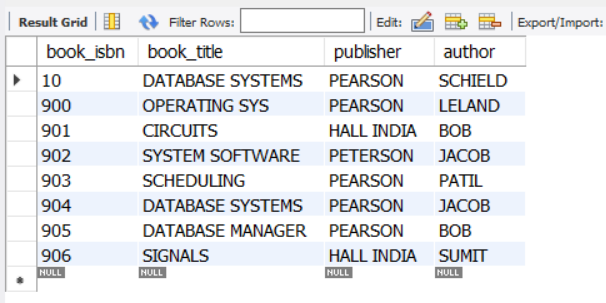 Result Grid Filter Rows: Edit: Export/Import:
book_isbn book_title publisher author
10 DATABASE SYSTEMS PEARSON SCHIELD
900 OPERATING SYS PEARSON LELAND
901 CIRCUITS HALL INDIA BOB
902 SYSTEM SOFTWARE PETERSON JACOB
903 SCHEDULING PEARSON PATIL
904 DATABASE SYSTEMS PEARSON JACOB
905 DATABASE MANAGER PEARSON BOB
906 SIGNALS HALL INDIA SUMIT
NULL NULL NULL NULL